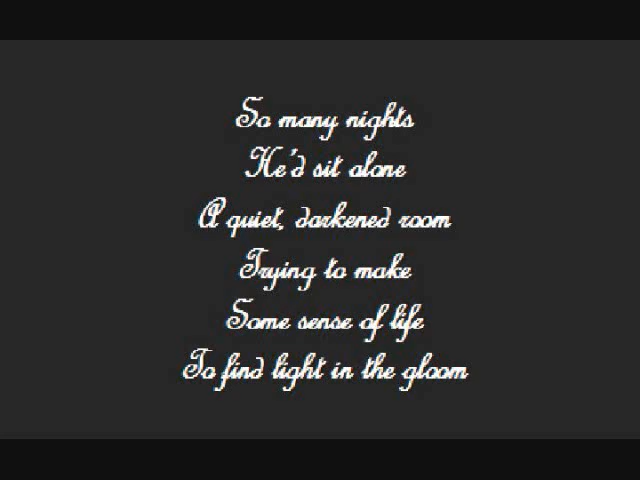 So many nights
He'd sit alone
A quiet, darkened room
Trying to make
Some sense of life
To find light in the gloom